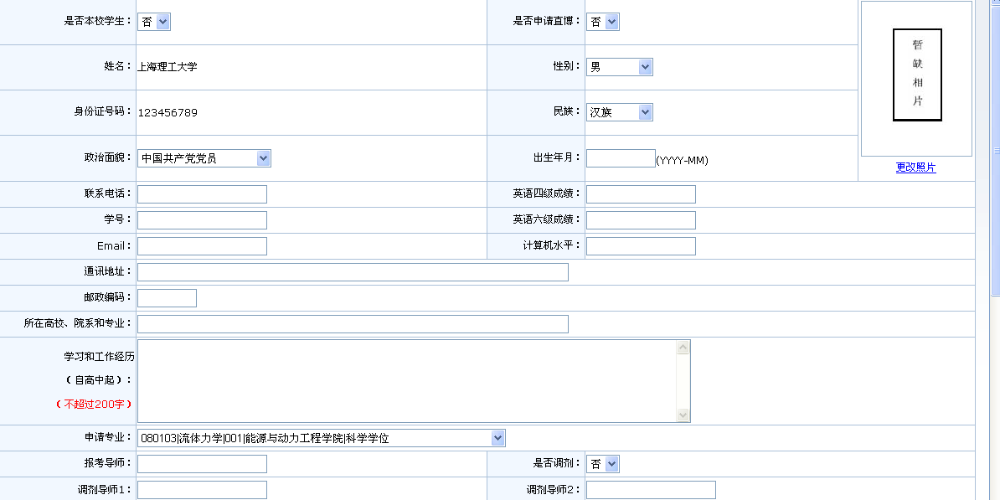 是否本校学生： 否 是否申请直博： 否
暂
缺
相
片
姓名： 上海理工大学 性别： 男
身份证号码： 123456789 民族： 汉族
政治面貌： 中国共产党党员 出生年月： (YYYY-MM)
更改照片
联系电话： 英语四级成绩：
学号： 英语六级成绩：
Email： 计算机水平：
通讯地址：
邮政编码：
所在高校、院系和专业：
学习和工作经历
（自高中起）：
（不超过200字）
申请专业： 080103|流体力学|001|能源与动力工程学院|科学学位
报考导师： 是否调剂： 否
调剂导师1： 调剂导师2：